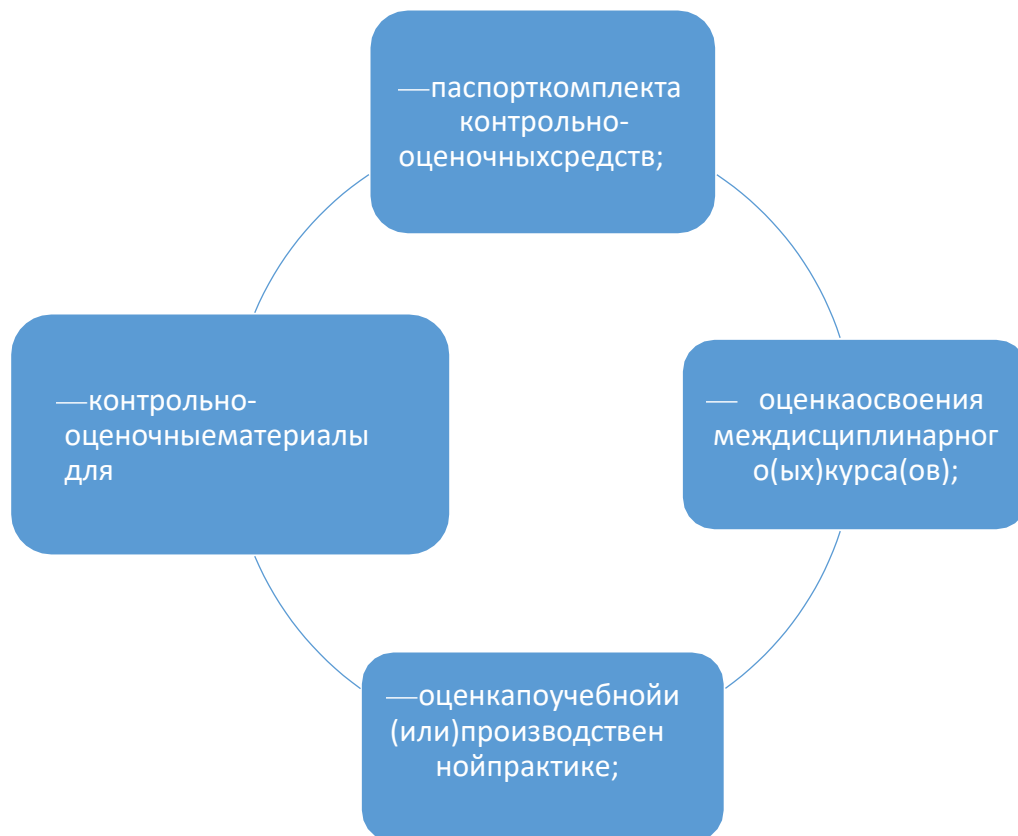 —паспорткомплекта
контрольно-
оценочныхсредств;
— оценкаосвоения
междисциплинарног
о(ых)курса(ов);
—оценкапоучебнойи
(или)производствен
нойпрактике;
—контрольно-
оценочныематериалы
для